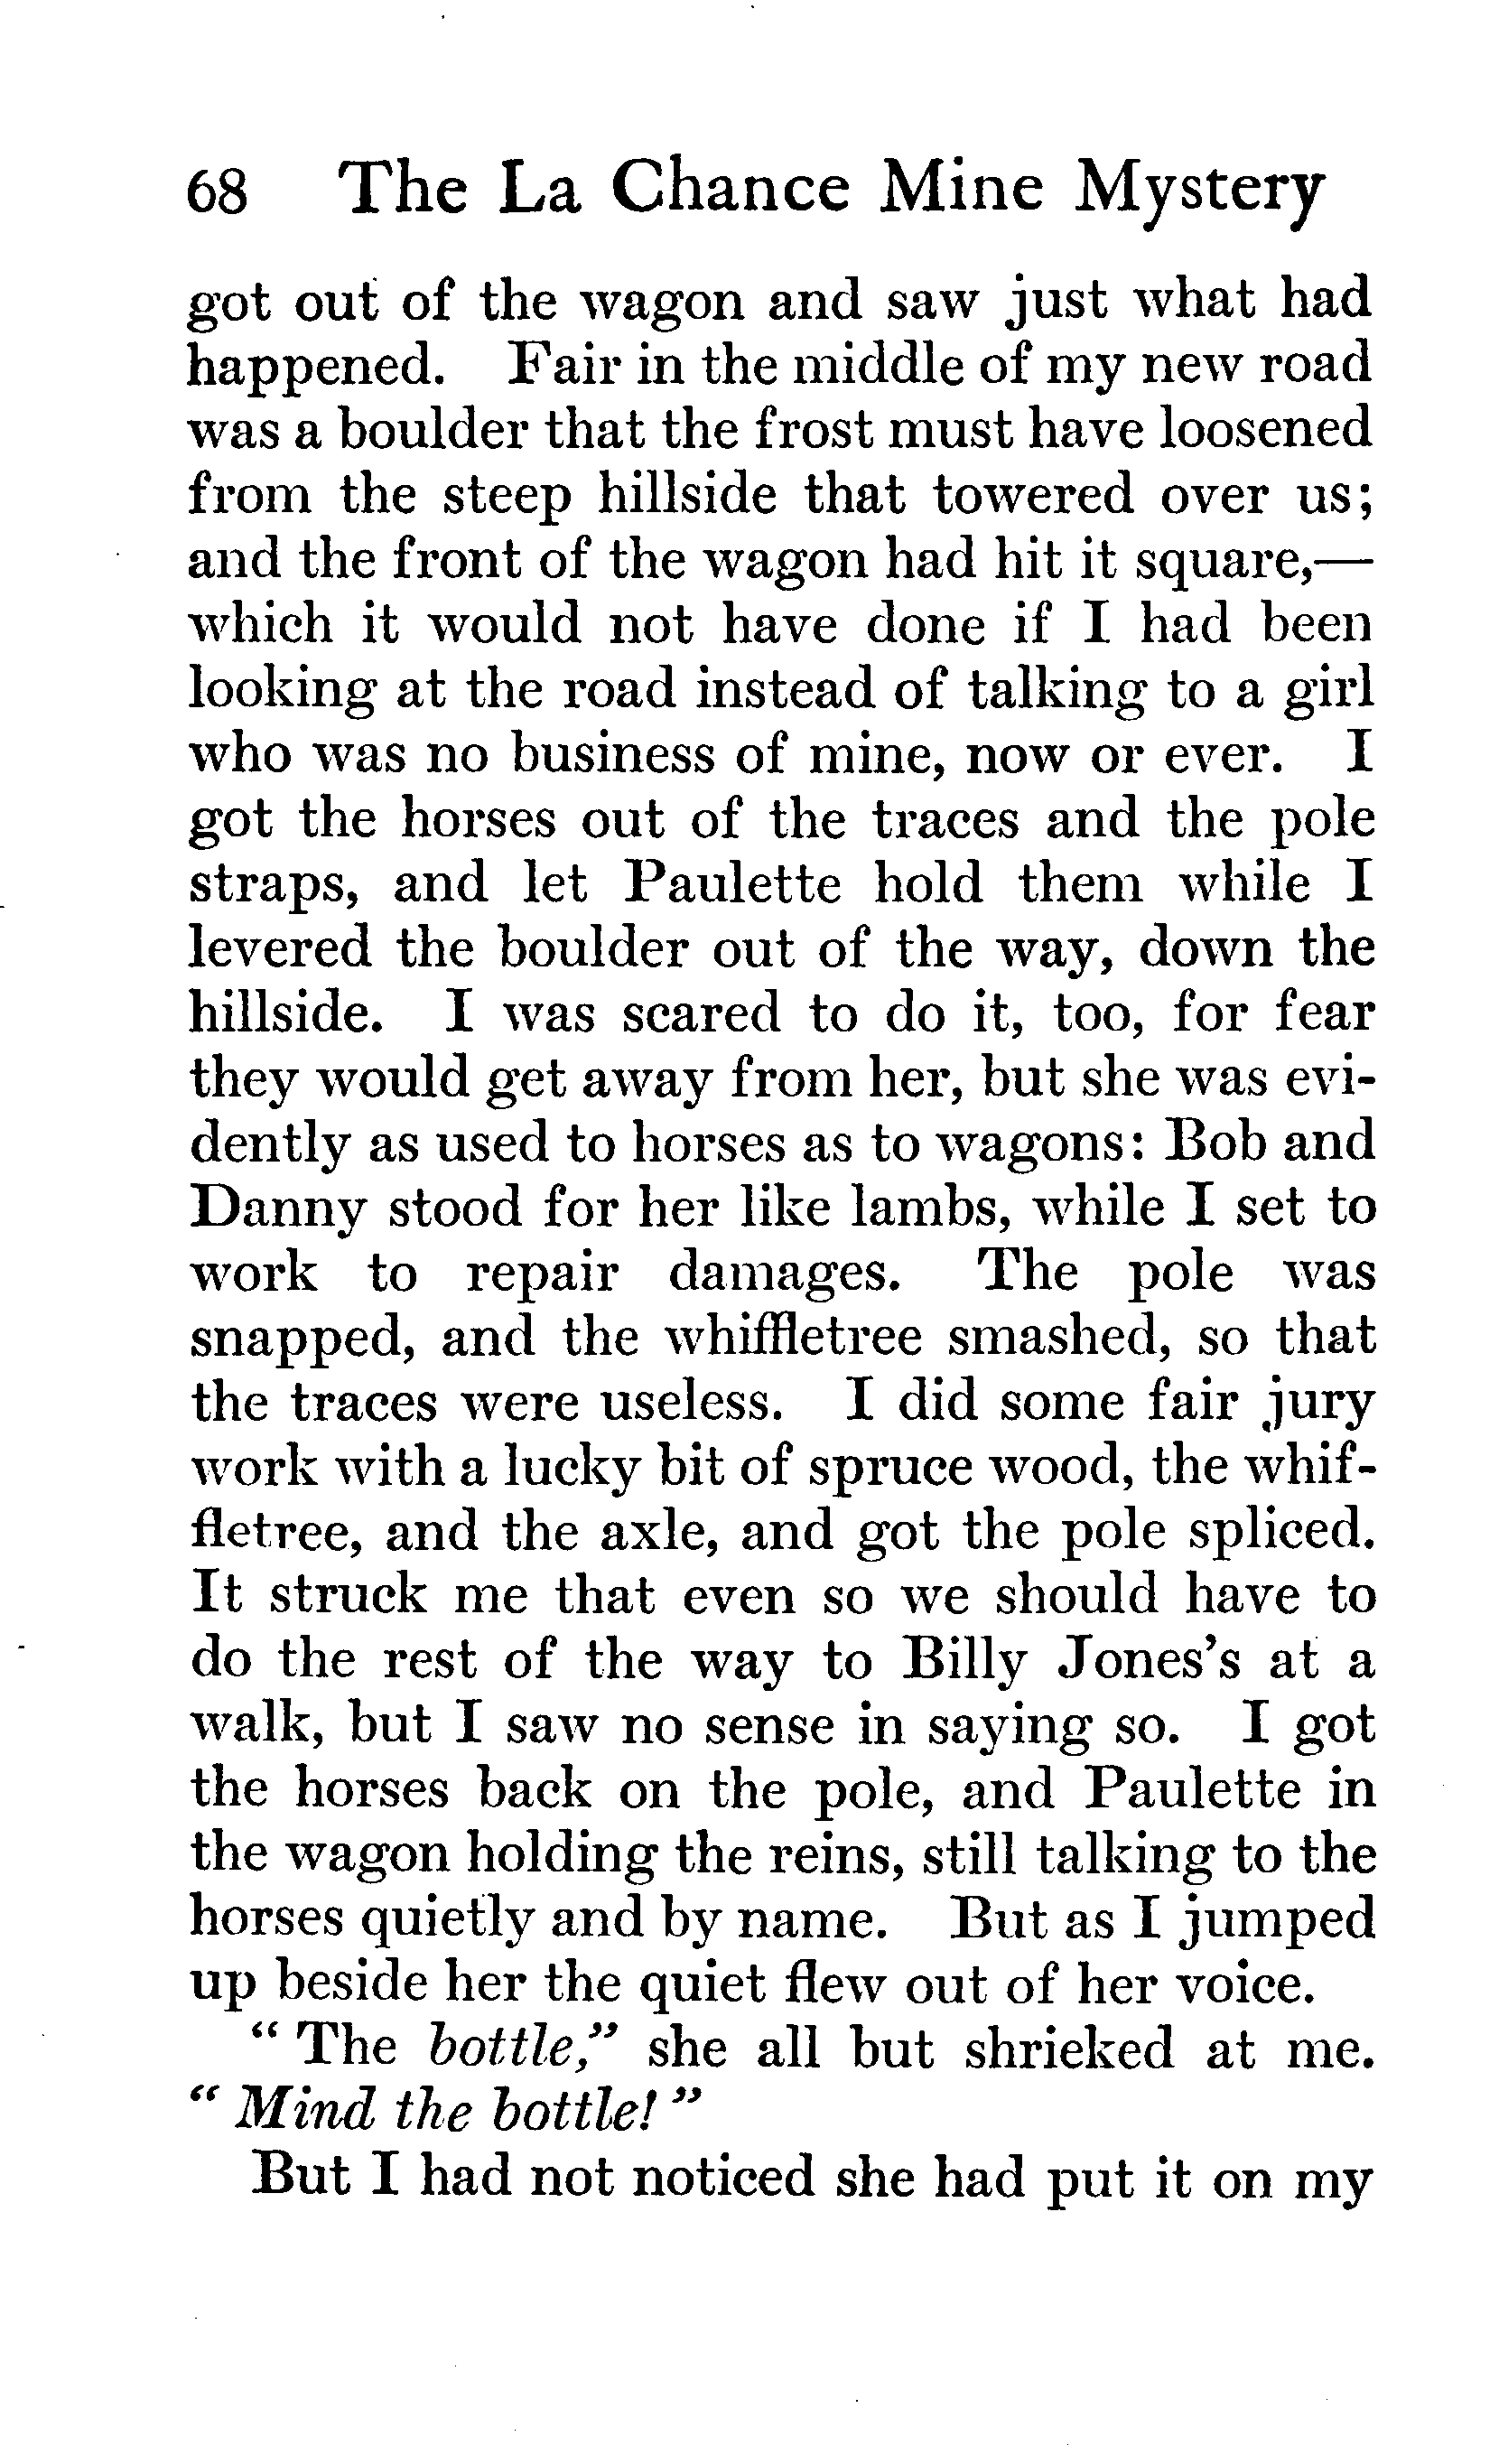 68 The La Chance Mine Mystery
got out of the wagon and saw just what had
happened. Fair in the middle of my new road
was a boulder that the frost must have loosened
from the steep hillside that towered over us;
and the front of the wagon had hit it square,—
which it would not have done if I had been
looking at the road instead of talking to a girl
who was no business of mine, now or ever. I
got the horses out of the traces and the pole
straps, and let Paulette hold them while I
levered the boulder out of the way, down the
hillside. I was scared to do it, too, for fear
they would get away from her, but she was evi-
dently as used to horses as to wagons: Bob and
Danny stood for her like lambs, while I set to
work to repair damages. The pole was
snapped, and the whiffletree smashed, so that
the traces were useless. I did some fair jury
work with a lucky bit of spruce wood, the whif-
fletree, and the axle, and got the pole spliced.
It struck me that even so we should have to
do the rest of the way to Billy Jones's at a
walk, but I saw no sense in saying so. I got
the horses back on the pole, and Paulette in
the wagon holding the reins, still talking to the
horses quietly and by name. But as I jumped
up beside her the quiet flew out of her voice.
"The bottle," she all but shrieked at me.
"Mind the bottle!"
But I had not noticed she had put it on my